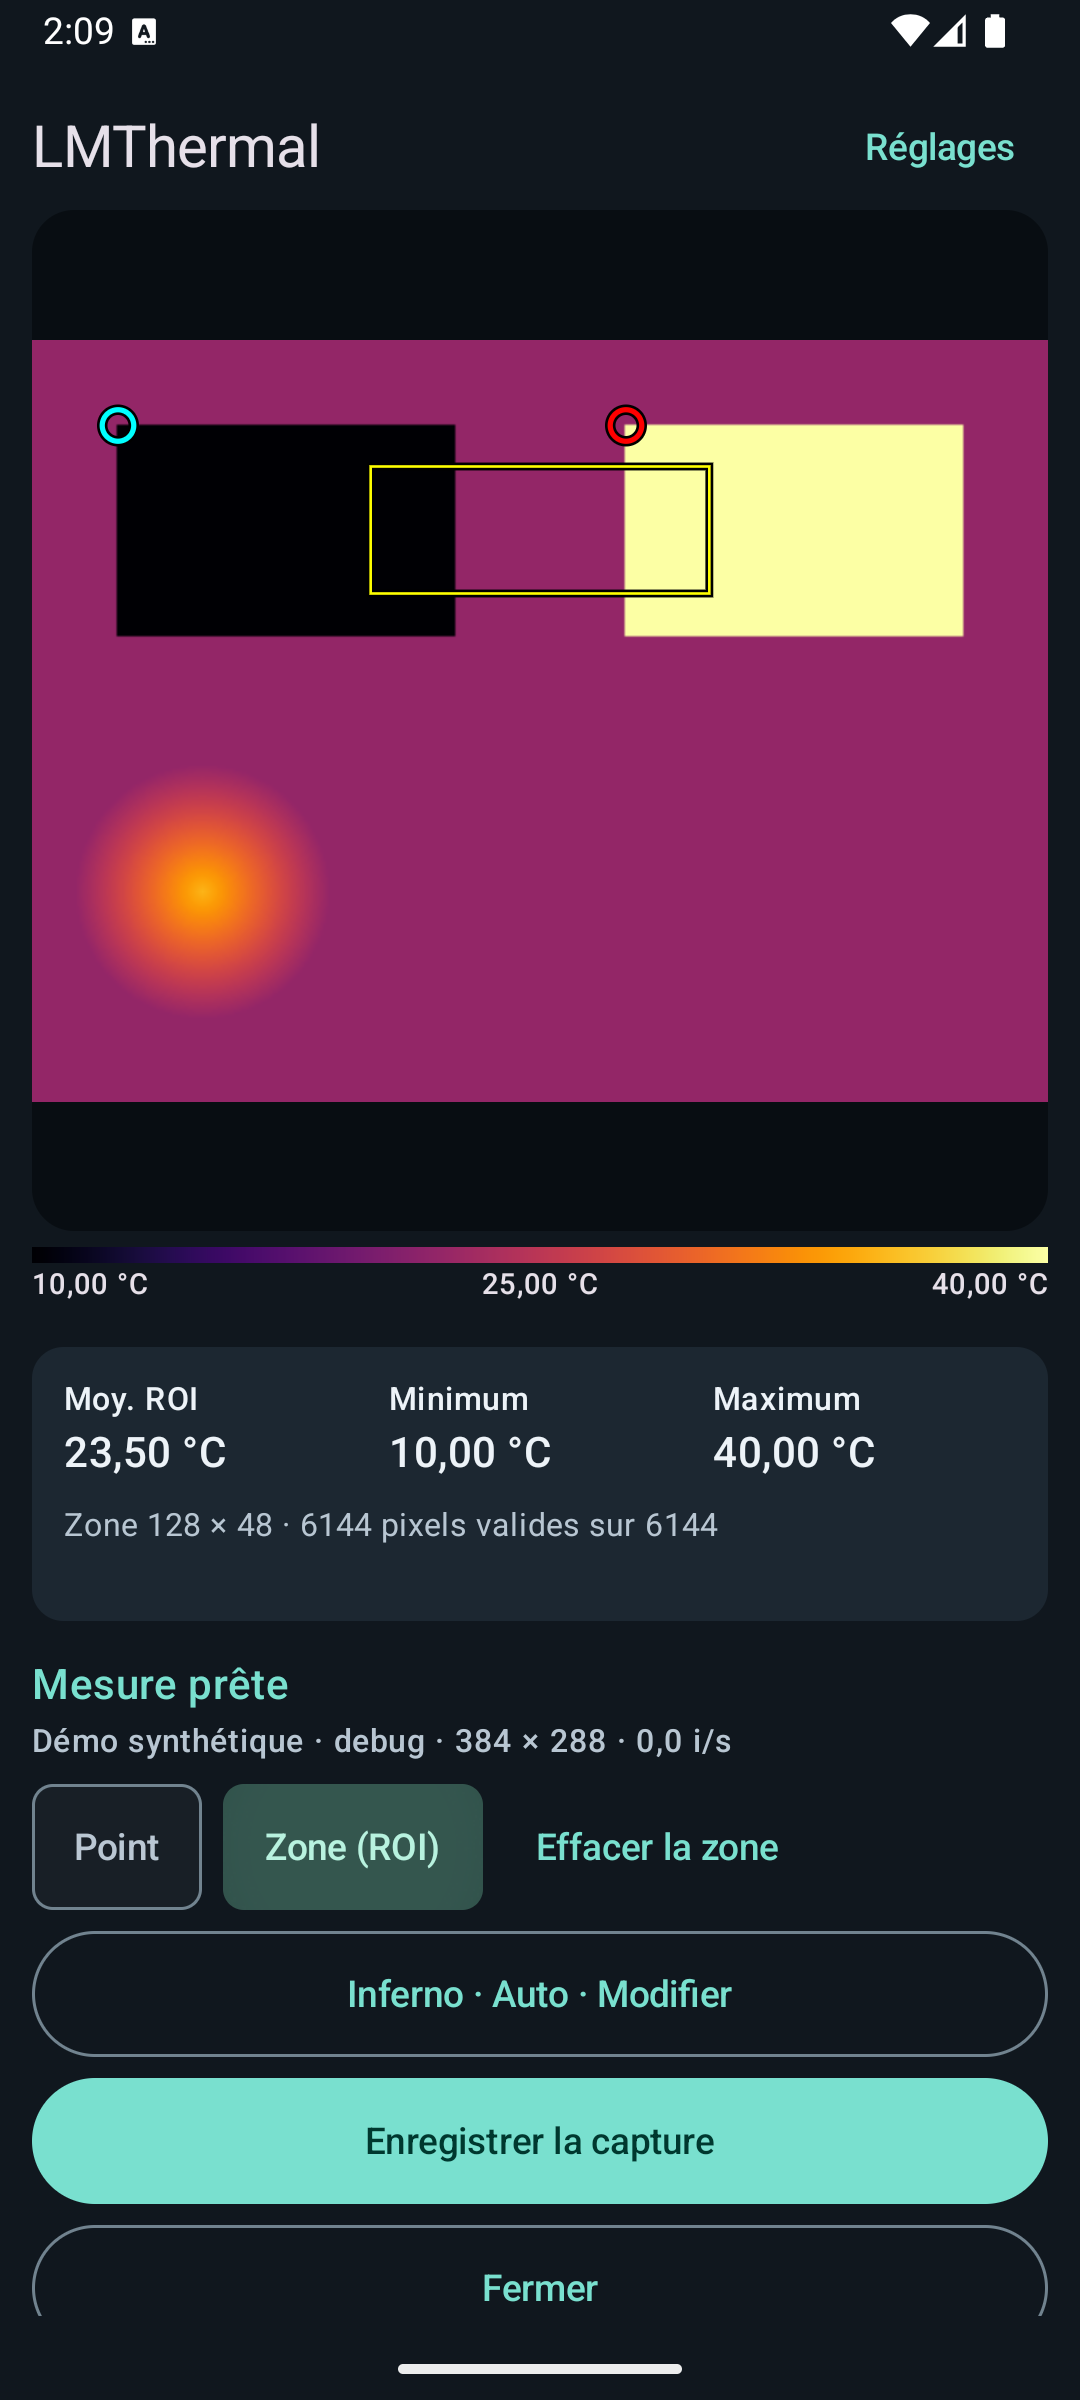 2:09
LMThermal
Réglages
10,00 °C
25,00 °C
40,00 °C
Moy. ROI
Minimum
Maximum
23,50 °C
10,00 °C
40,00 °C
Zone 128 × 48 · 6144 pixels valides sur 6144
Mesure prête
Démo synthétique · debug · 384 × 288 · 0,0 i/s
Point
Zone (ROI)
Effacer la zone
Inferno · Auto · Modifier
Enregistrer la capture
Fermer